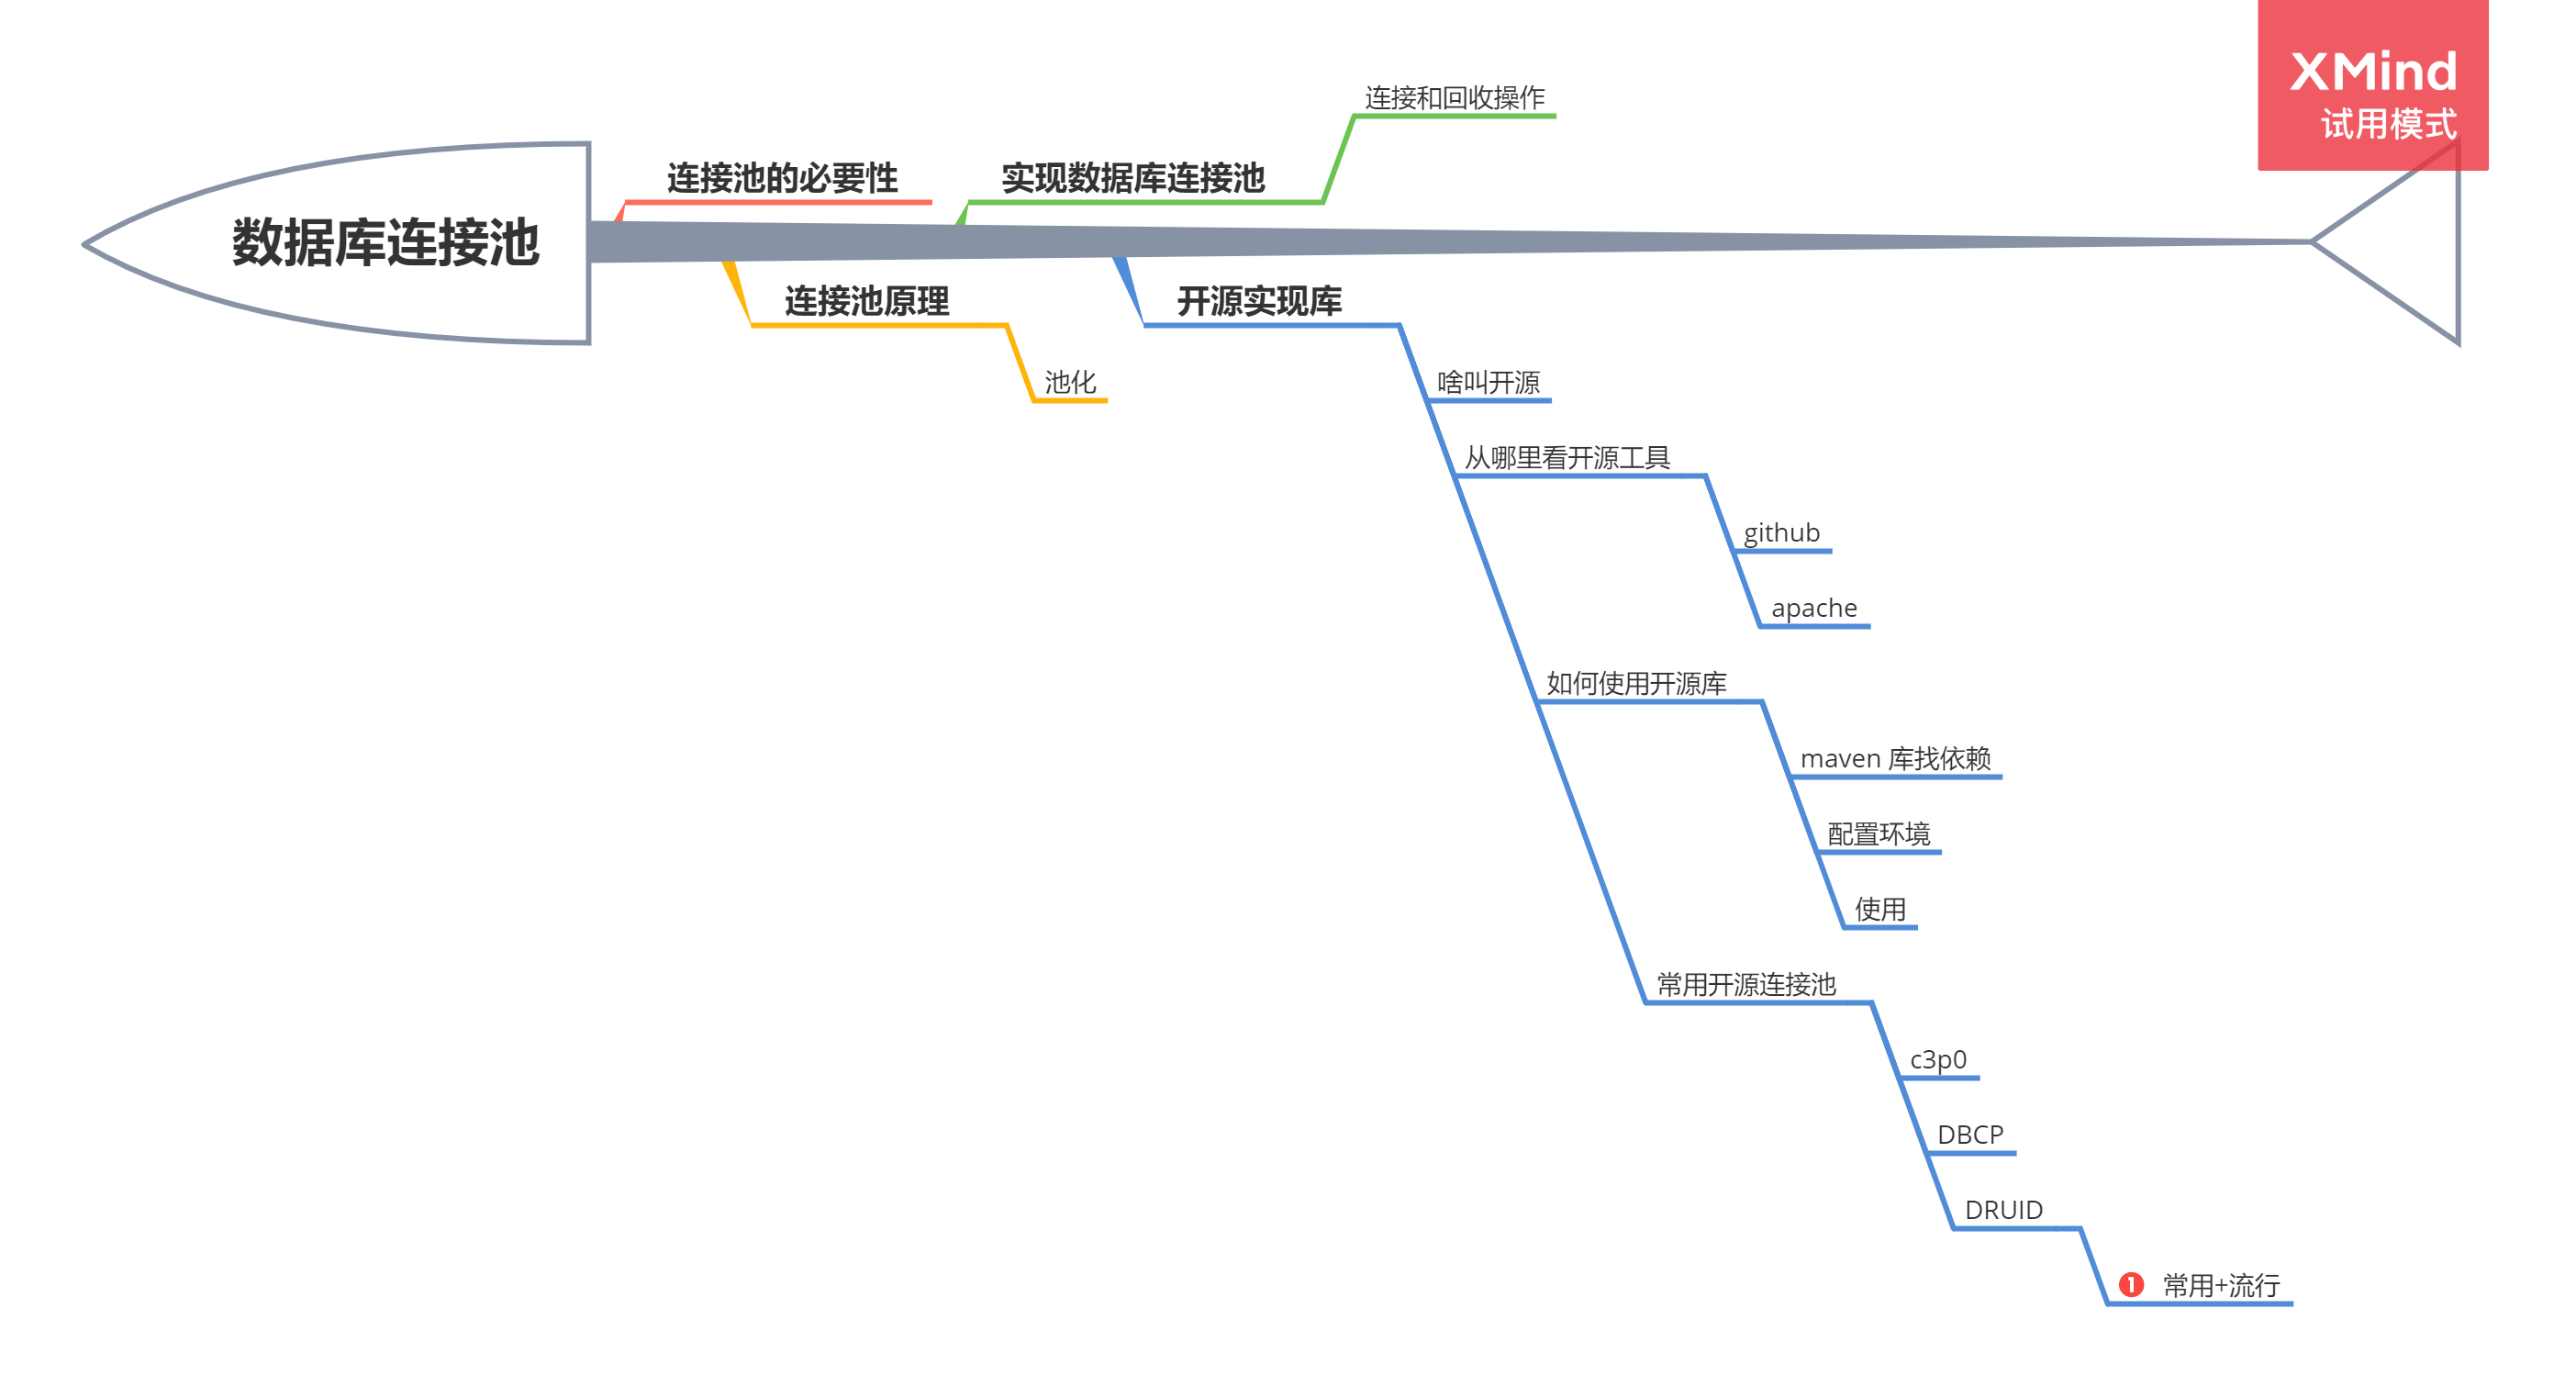 XMind
试用模式
数据库连接池
连接池的必要性
连接池原理
池化
实现数据库连接池
连接和回收操作
开源实现库
啥叫开源
从哪里看开源工具
github
apache
如何使用开源库
maven 库找依赖
配置环境
使用
常用开源连接池
c3p0
DBCP
DRUID
1 常用+流行